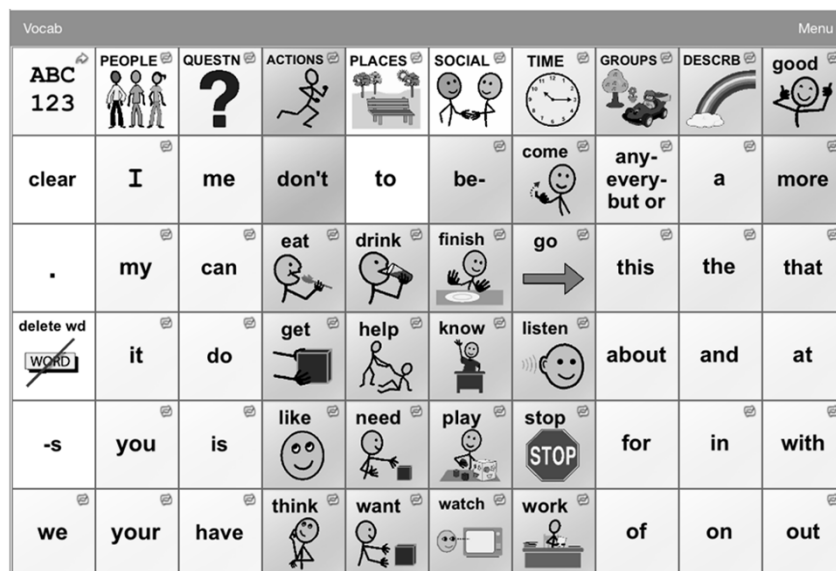 Vocab Menu
ABC 123 PEOPLE QUESTN ACTIONS PLACES SOCIAL TIME GROUPS DESCRB good
clear I me don't to be- come any- every- but or a more
. my can eat drink finish go this the that
delete wd WORD it do get help know listen about and at
-s you is like need play stop STOP for in with
we your have think want watch work of on out